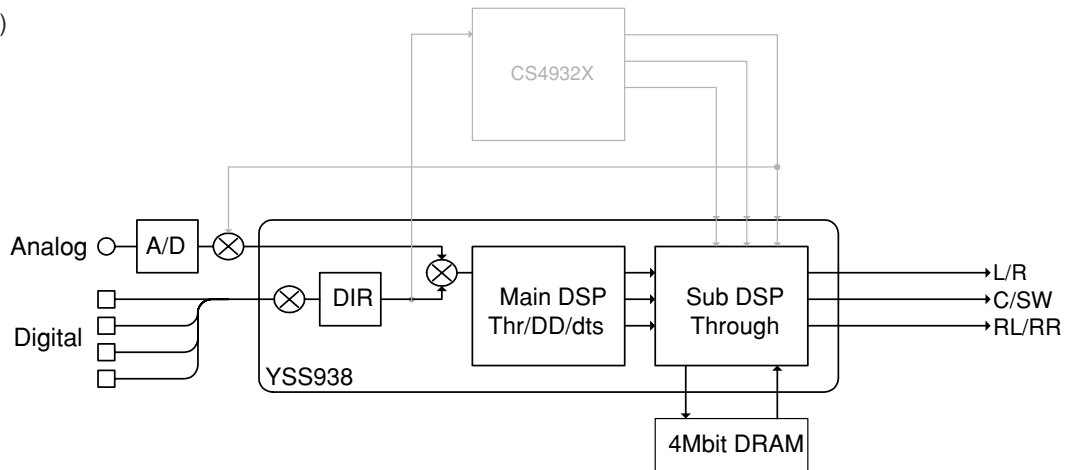 )
CS4932X
Analog
A/D
DIR
Main DSP
Thr/DD/dts
Sub DSP
Through
L/R
C/SW
RL/RR
Digital
YSS938
4Mbit DRAM